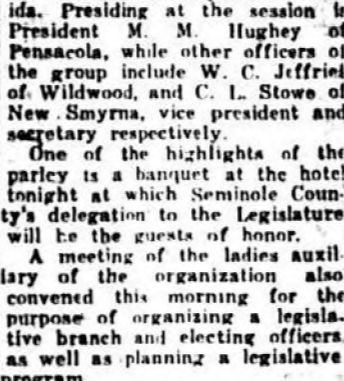 ida. Presiding at the session is
President M. M. Hughey of
Pensacola, while other officers of
the group include W. C. Jeffries
of Wildwood, and C. L. Stowe of
New Smyrna, vice president and
secretary respectively.
One of the highlights of the
parley is a banquet at the hotel
tonight at which Seminole Coun-
ty's delegation to the Legislature
will be the guests of honor.
A meeting of the ladies auxil-
iary of the organization also
convened this morning for the
purpose of organizing a legisla-
tive branch and electing officers,
as well as planning a legislative
program